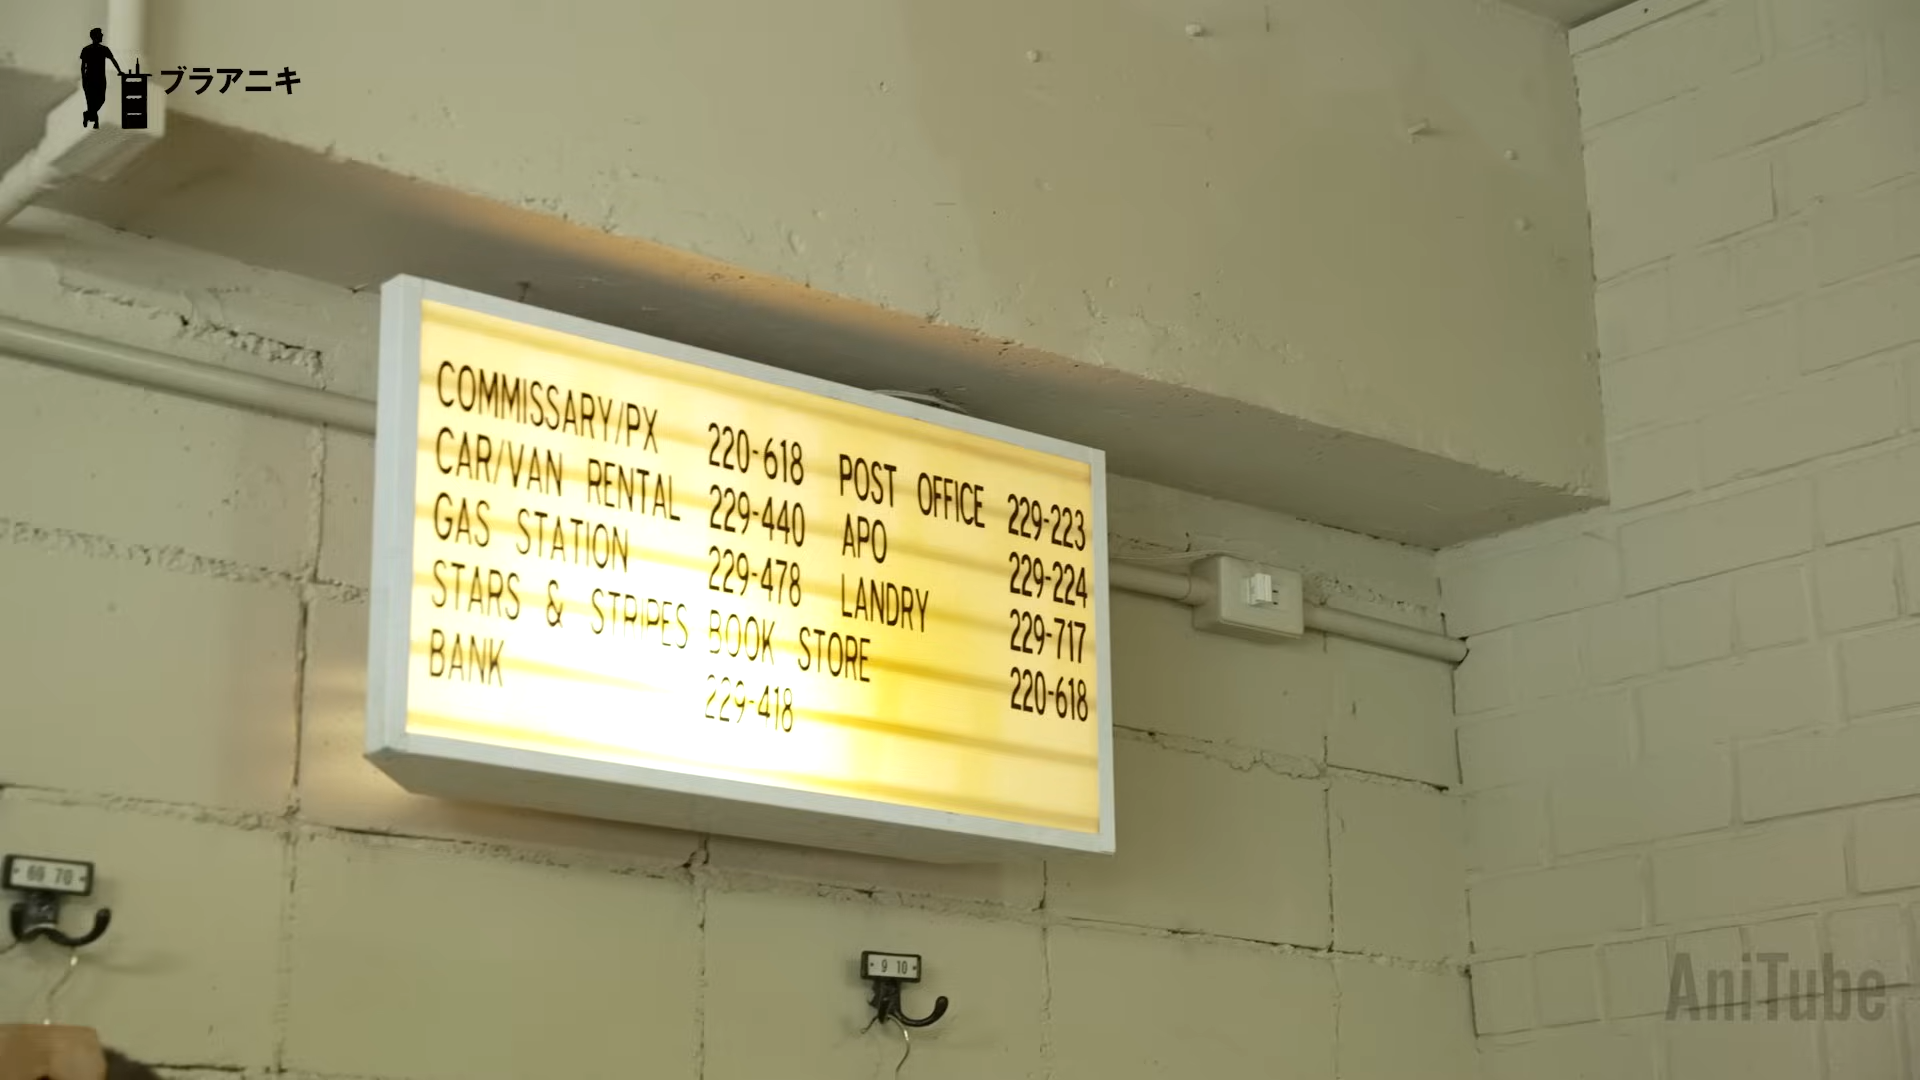 ブラアニキ
COMMISSARY/PX 220-618 POST OFFICE 229-223
CAR/VAN RENTAL 229-440 APO 229-224
GAS STATION 229-478 LANDRY 229-717
STARS & STRIPES BOOK STORE 220-618
BANK 229-418
69 70
9 10
AniTube